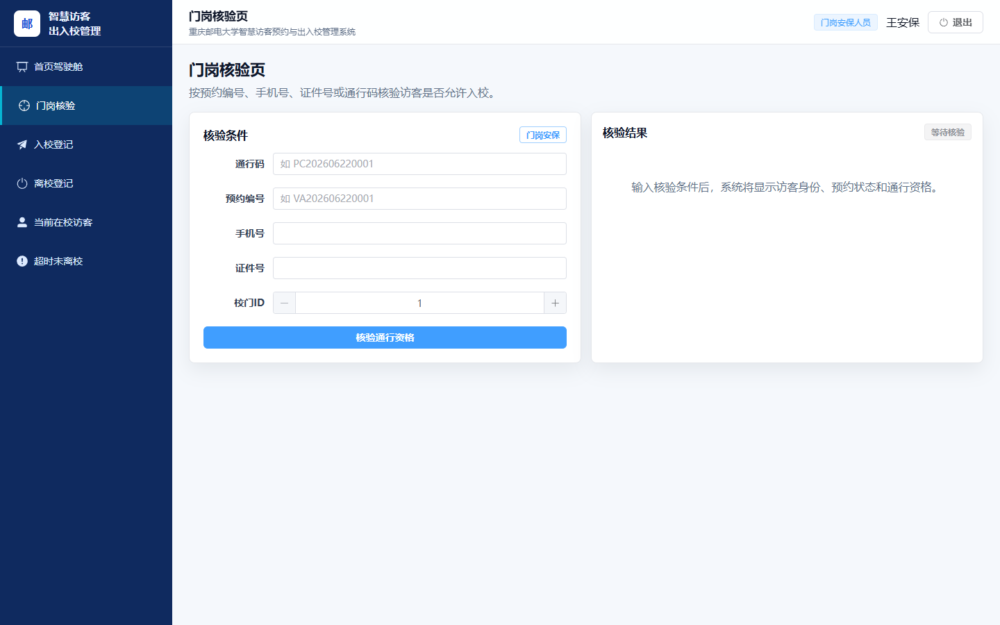 邮
智慧访客
出入校管理
首页驾驶舱
门岗核验
入校登记
离校登记
当前在校访客
超时未离校
门岗核验页
重庆邮电大学智慧访客预约与出入校管理系统
门岗安保人员
王安保
退出
门岗核验页
按预约编号、手机号、证件号或通行码核验访客是否允许入校。
核验条件
门岗安保
通行码
如 PC202606220001
预约编号
如 VA202606220001
手机号
证件号
校门ID
1
核验通行资格
核验结果
等待核验
输入核验条件后，系统将显示访客身份、预约状态和通行资格。